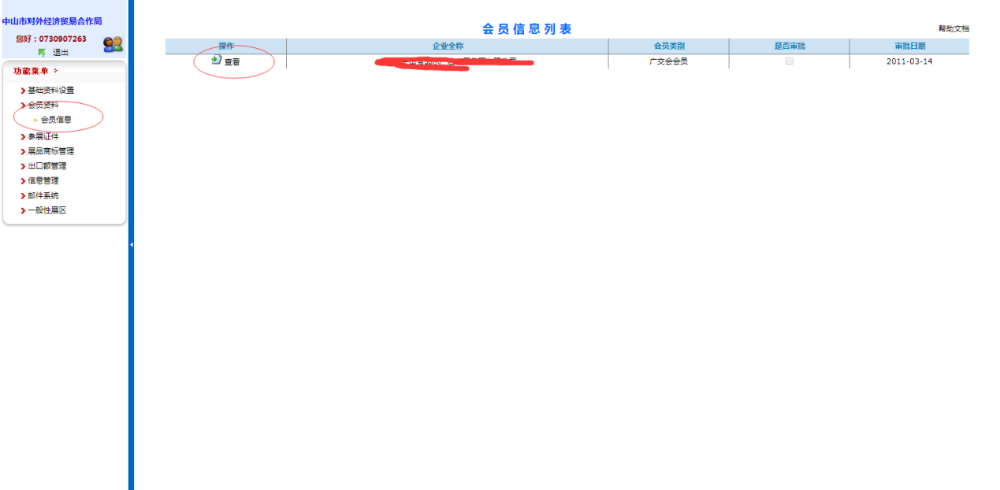 中山市对外经济贸易合作局
您好：0730907263
退出
功能菜单
基础资料设置
会员资料
会员信息
参展证件
展品商标管理
出口额管理
信息管理
邮件系统
一般性展区
会员信息列表
帮助文档
操作 企业全称 会员类别 是否审批 审批日期
查看 广交会会员 2011-03-14